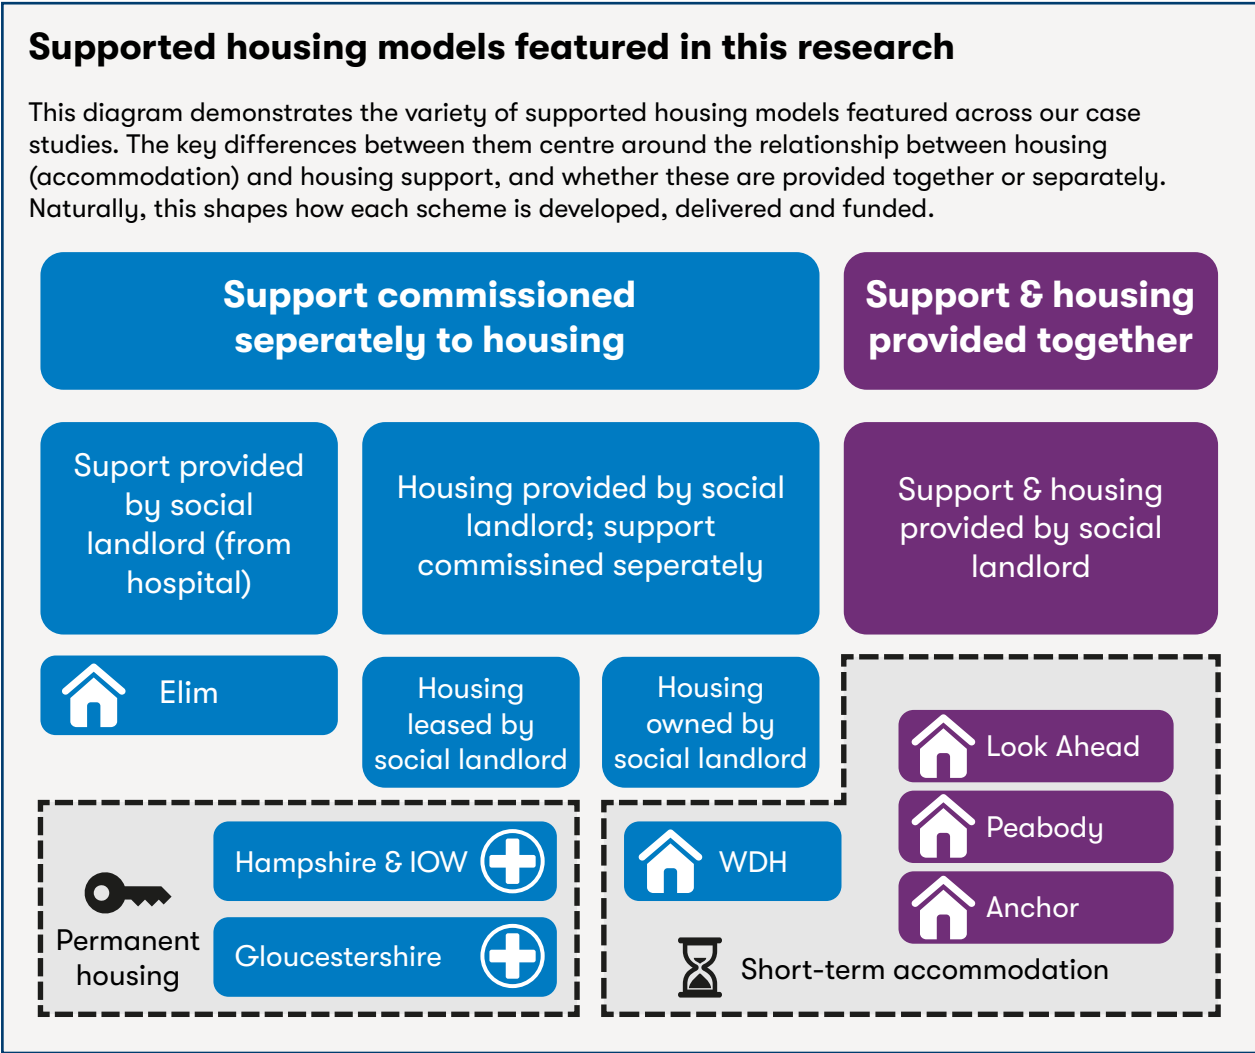 Supported housing models featured in this research
This diagram demonstrates the variety of supported housing models featured across our case
studies. The key differences between them centre around the relationship between housing
(accommodation) and housing support, and whether these are provided together or separately.
Naturally, this shapes how each scheme is developed, delivered and funded.
Support commissioned
seperately to housing
Support & housing
provided together
Suport provided
by social
landlord (from
hospital)
Housing provided by social
landlord; support
commissined seperately
Support & housing
provided by social
landlord
Elim
Housing
leased by
social landlord
Housing
owned by
social landlord
Look Ahead
Peabody
Anchor
Hampshire & IOW
Gloucestershire
Permanent
housing
WDH
Short-term accommodation